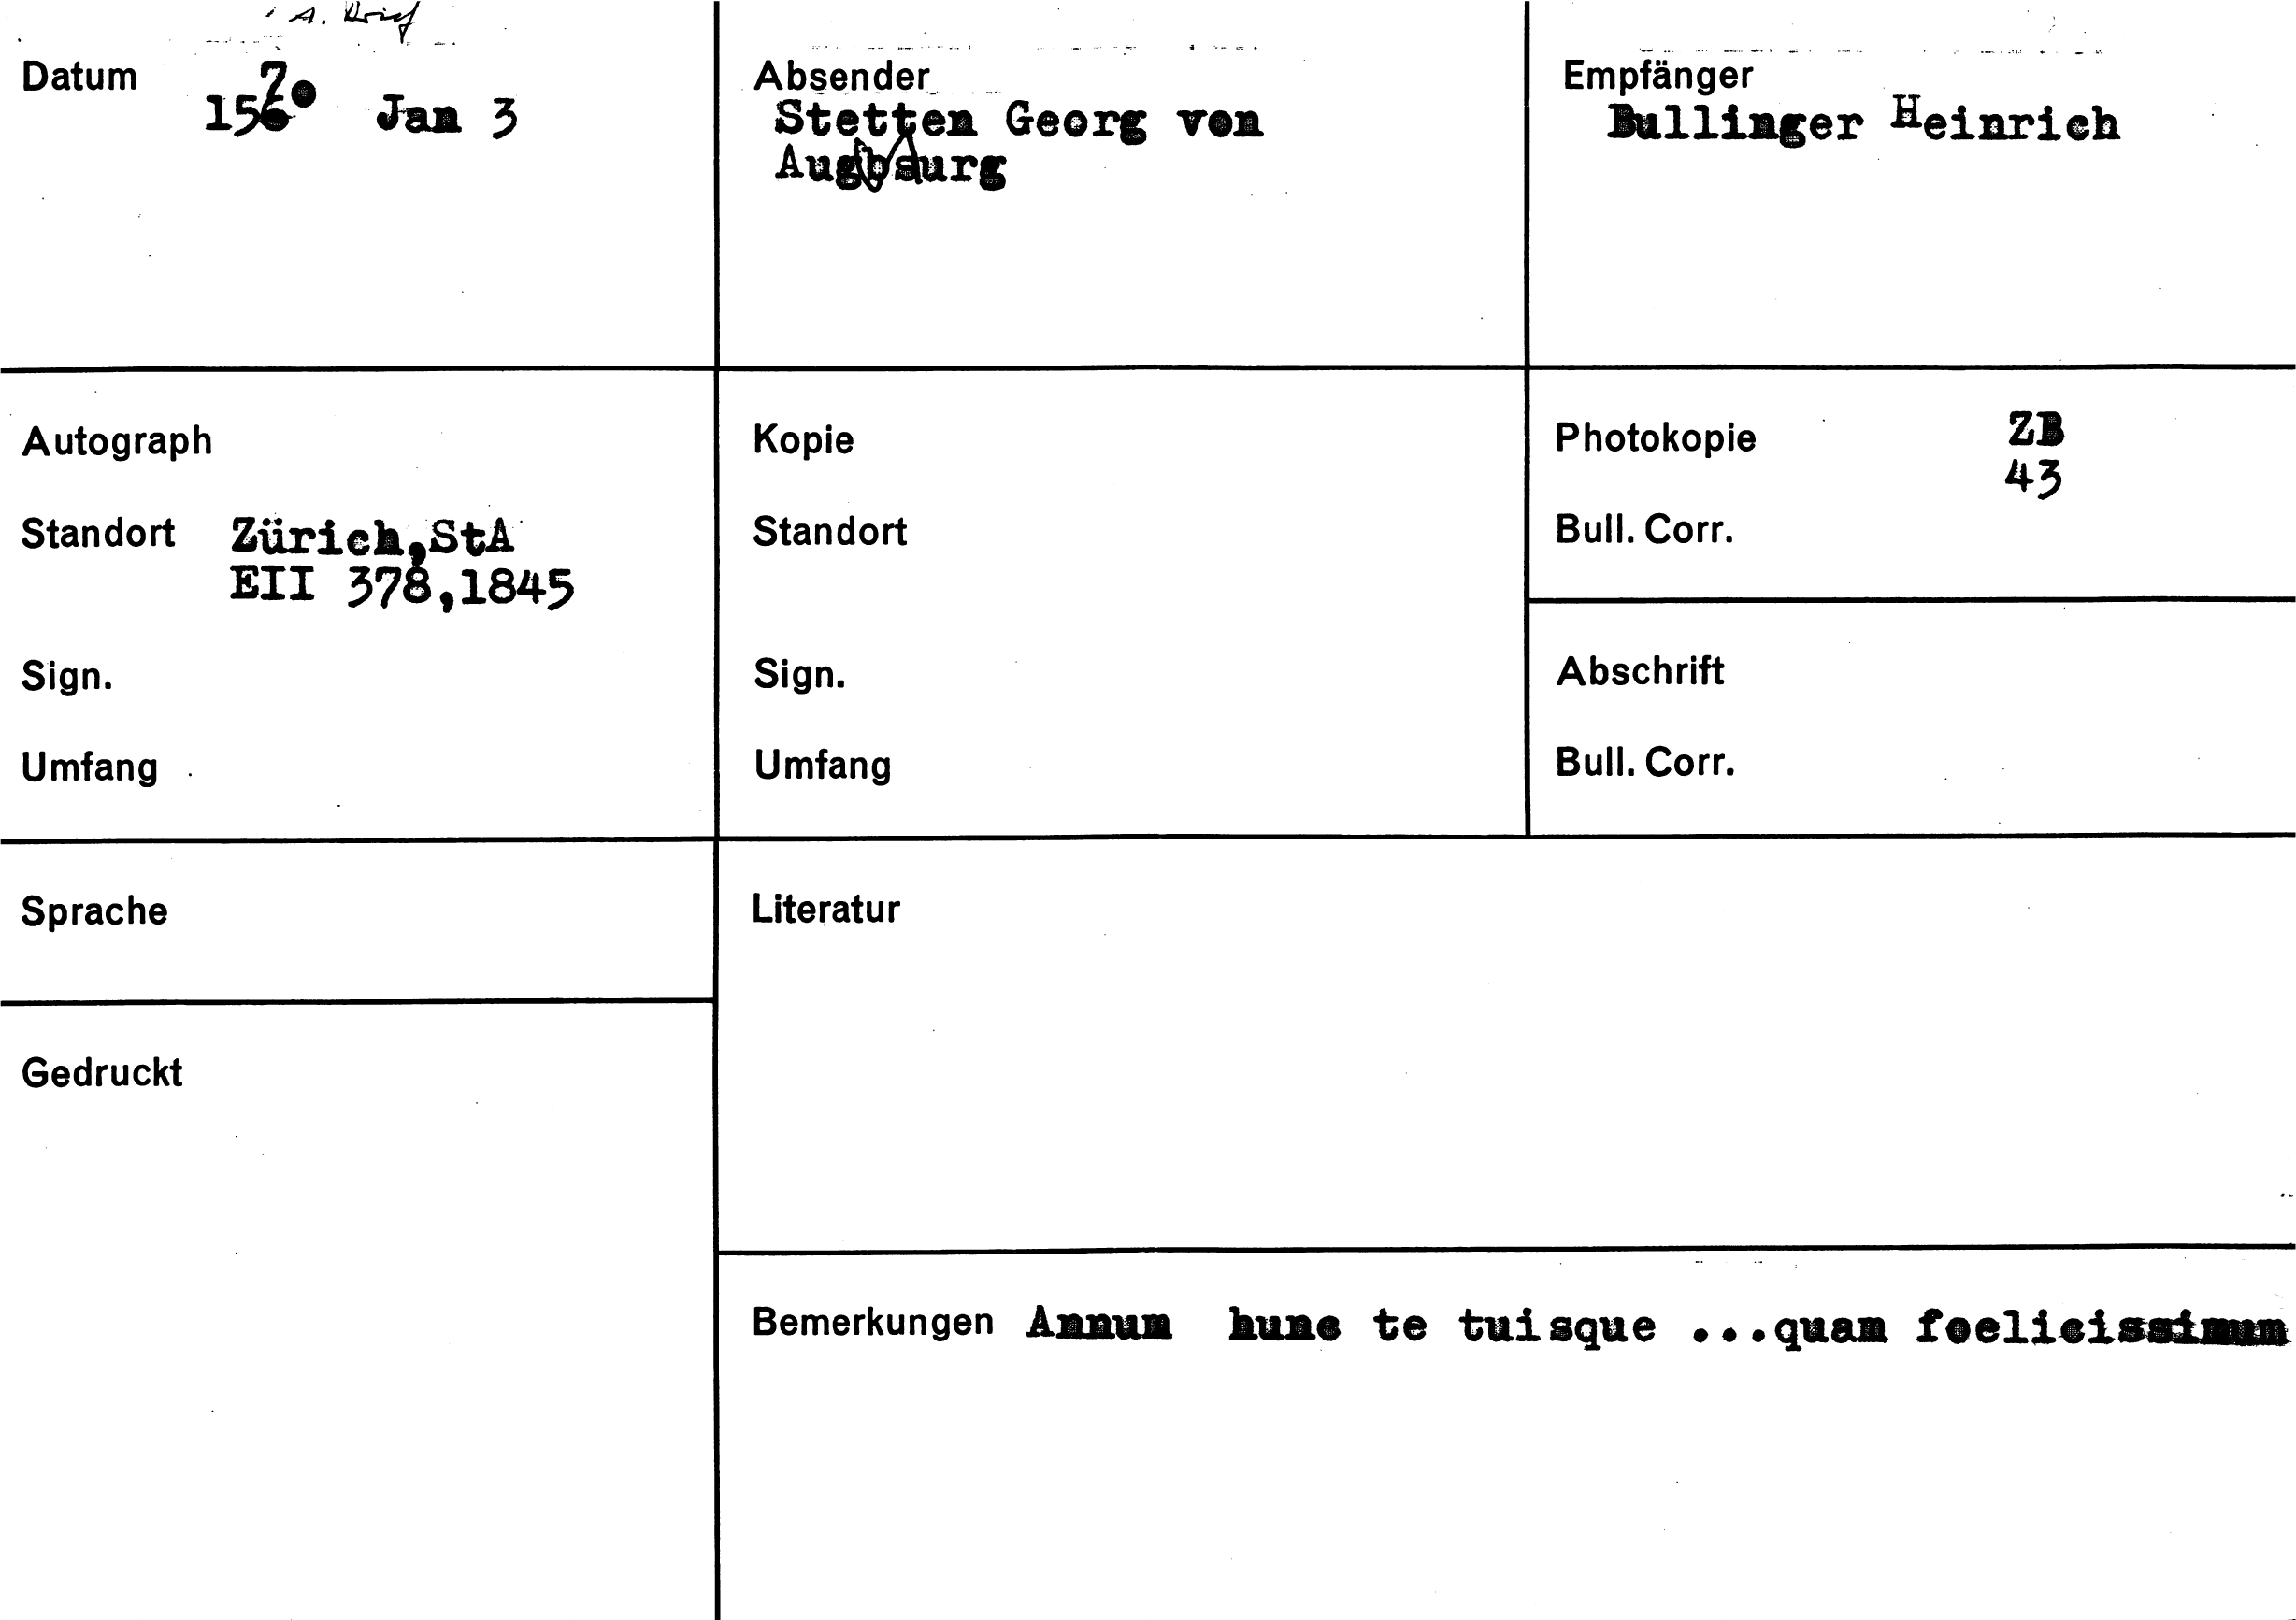 A. Brief
Datum 1570 Jan 3
Absender
Stetten Georg von
Augsburg
Empfänger
Bullinger Heinrich
Autograph
Standort Zürich,StA
EII 378,1845
Sign.
Umfang
Kopie
Standort
Sign.
Umfang
Photokopie ZB
43
Bull. Corr.
Abschrift
Bull. Corr.
Sprache
Gedruckt
Literatur
Bemerkungen Annum hunc te tuisque ...quam foelicissimum